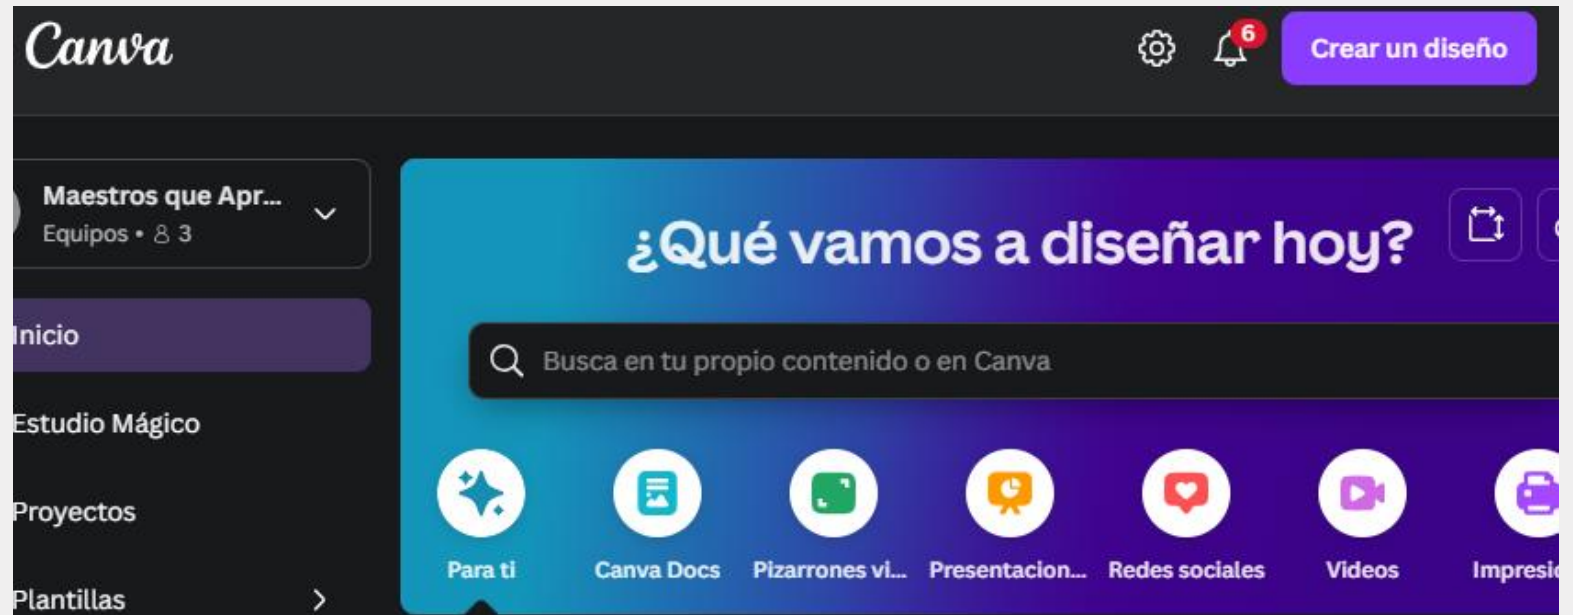 Canva
6
Crear un diseño
Maestros que Apr...
Equipos • 3
¿Qué vamos a diseñar hoy?
Inicio
Busca en tu propio contenido o en Canva
Estudio Mágico
Proyectos
Para ti
Canva Docs
Pizarrones vi...
Presentacion...
Redes sociales
Videos
Impresio
Plantillas